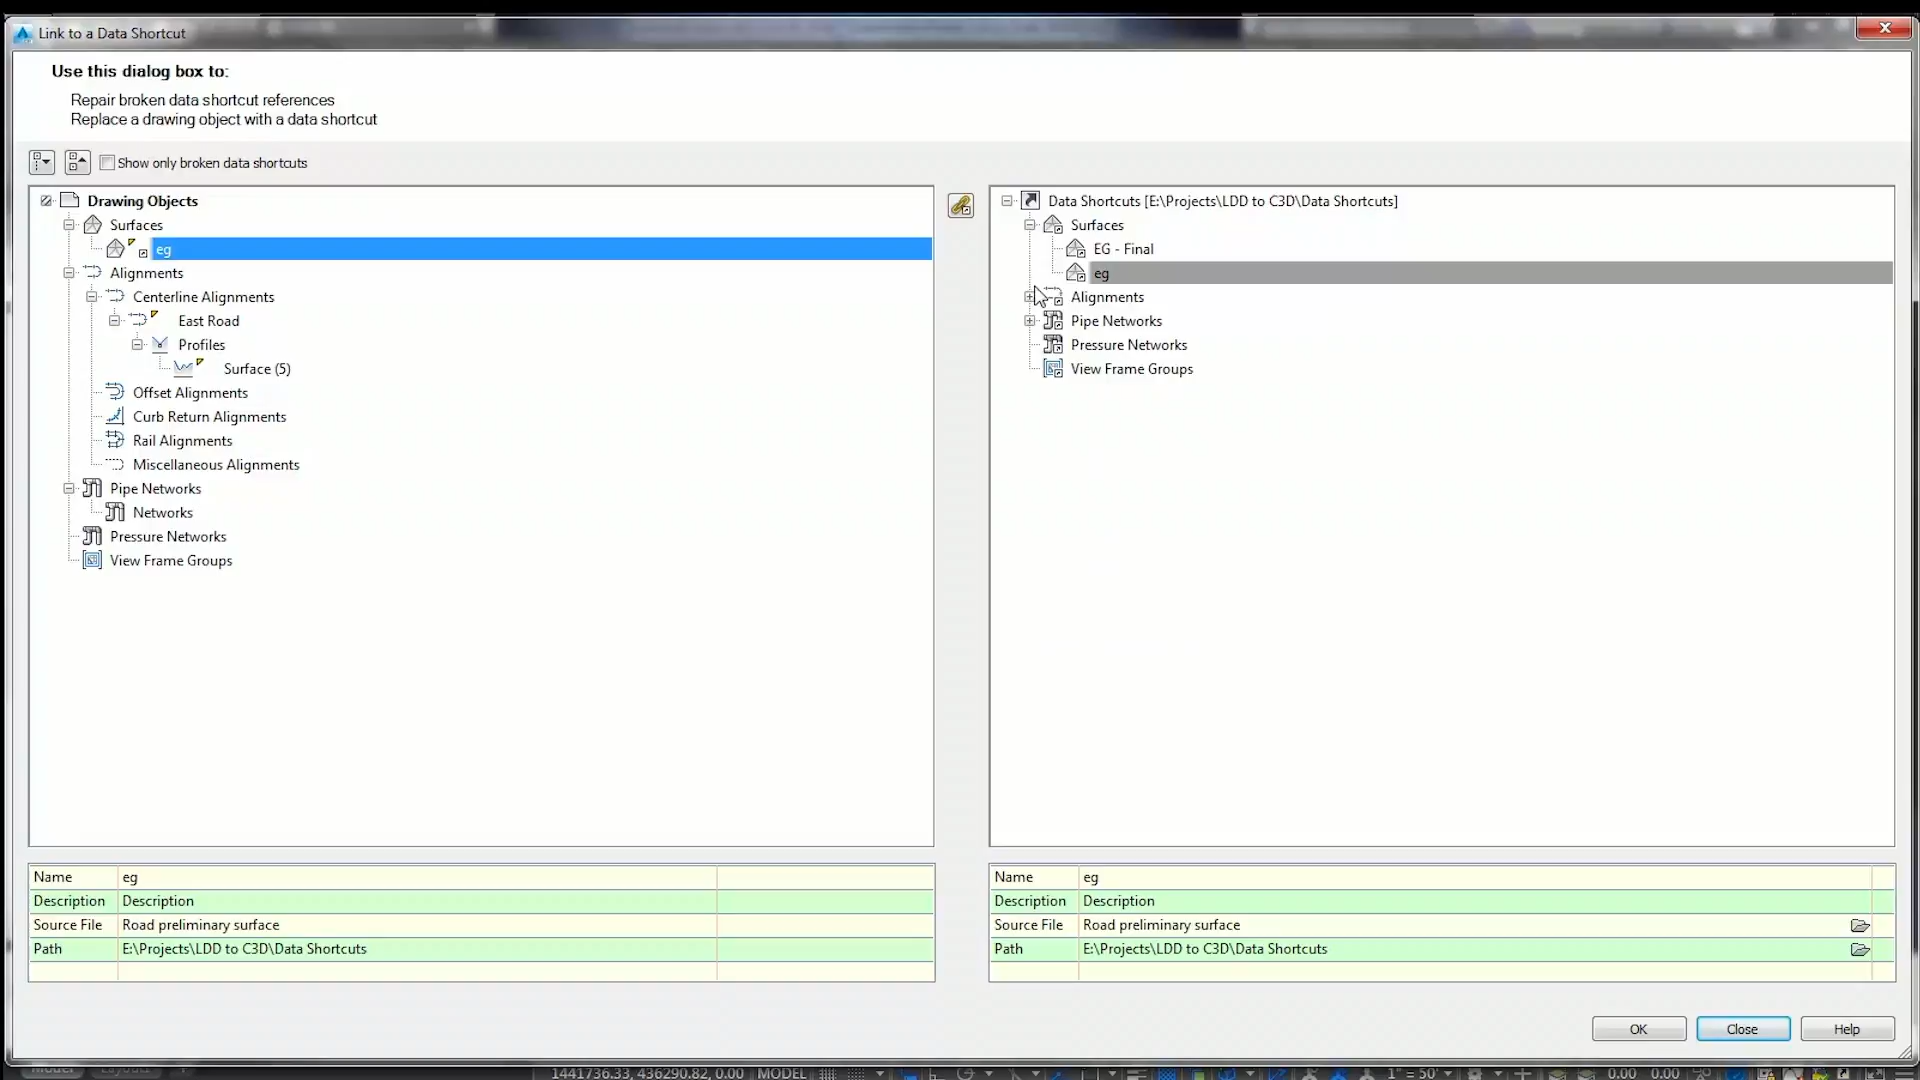 Link to a Data Shortcut
Use this dialog box to:
Repair broken data shortcut references
Replace a drawing object with a data shortcut
Show only broken data shortcuts
Drawing Objects
Surfaces
eg
Alignments
Centerline Alignments
East Road
Profiles
Surface (5)
Offset Alignments
Curb Return Alignments
Rail Alignments
Miscellaneous Alignments
Pipe Networks
Networks
Pressure Networks
View Frame Groups
Data Shortcuts [E:\Projects\LDD to C3D\Data Shortcuts]
Surfaces
EG - Final
eg
Alignments
Pipe Networks
Pressure Networks
View Frame Groups
Name eg
Description Description
Source File Road preliminary surface
Path E:\Projects\LDD to C3D\Data Shortcuts
Name eg
Description Description
Source File Road preliminary surface
Path E:\Projects\LDD to C3D\Data Shortcuts
OK Close Help
1441736.33, 436290.82, 0.00 MODEL 1" = 50' 0.00 0.00